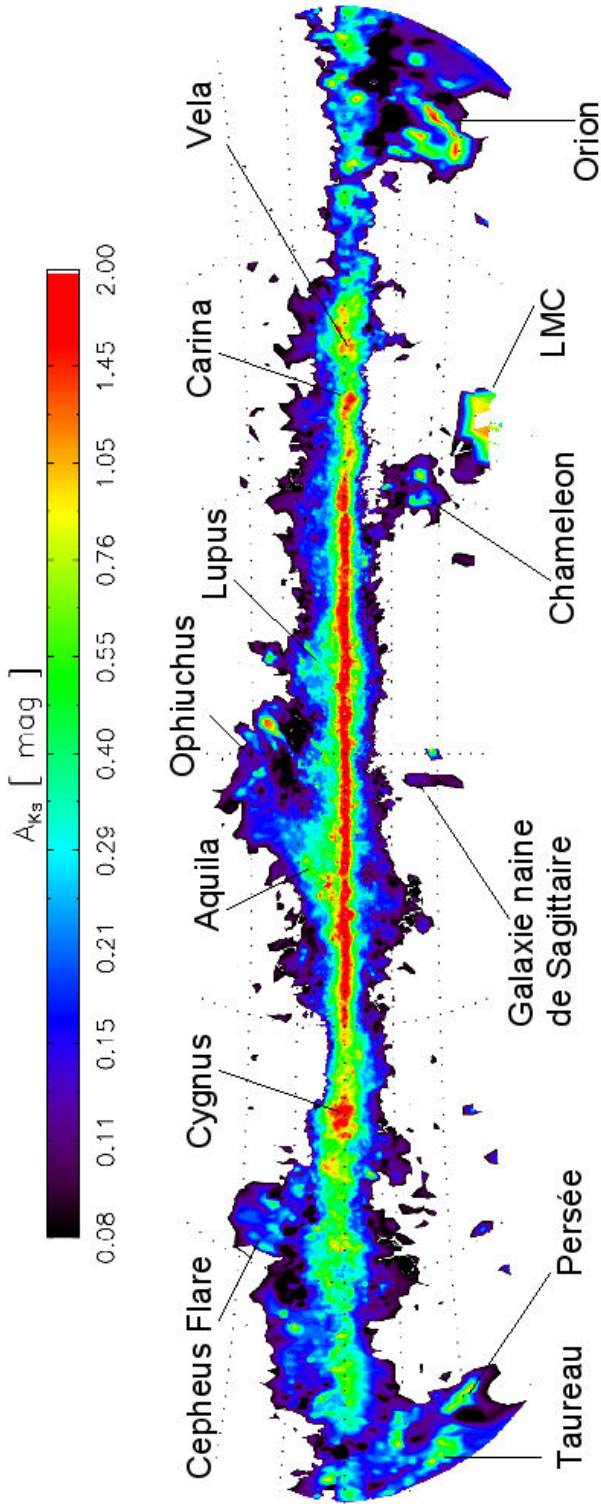 A_Ks [ mag ]
0.08 0.11 0.15 0.21 0.29 0.40 0.55 0.76 1.05 1.45 2.00
Cepheus Flare
Cygnus
Aquila
Ophiuchus
Lupus
Carina
Vela
Taureau
Persée
Galaxie naine
de Sagittaire
Chameleon
LMC
Orion